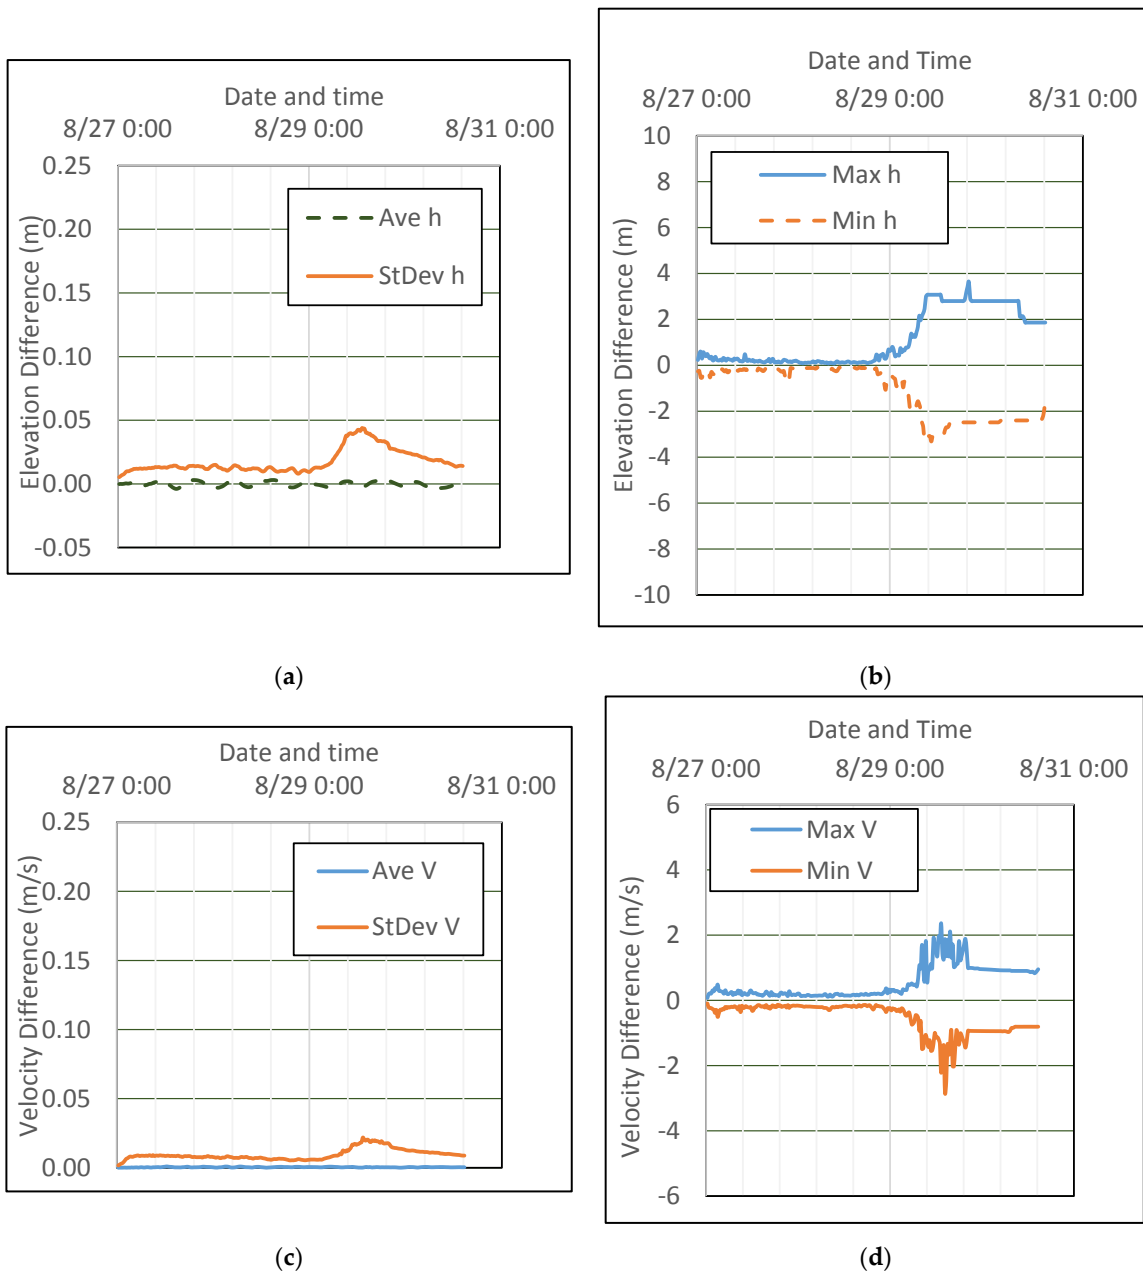 Date and time
8/27 0:00 8/29 0:00 8/31 0:00
0.25
0.20
0.15
0.10
0.05
0.00
-0.05
Elevation Difference (m)
Ave h
StDev h
(a)
Date and Time
8/27 0:00 8/29 0:00 8/31 0:00
10
8
6
4
2
0
-2
-4
-6
-8
-10
Elevation Difference (m)
Max h
Min h
(b)
Date and time
8/27 0:00 8/29 0:00 8/31 0:00
0.25
0.20
0.15
0.10
0.05
0.00
Velocity Difference (m/s)
Ave V
StDev V
(c)
Date and Time
8/27 0:00 8/29 0:00 8/31 0:00
6
4
2
0
-2
-4
-6
Velocity Difference (m/s)
Max V
Min V
(d)